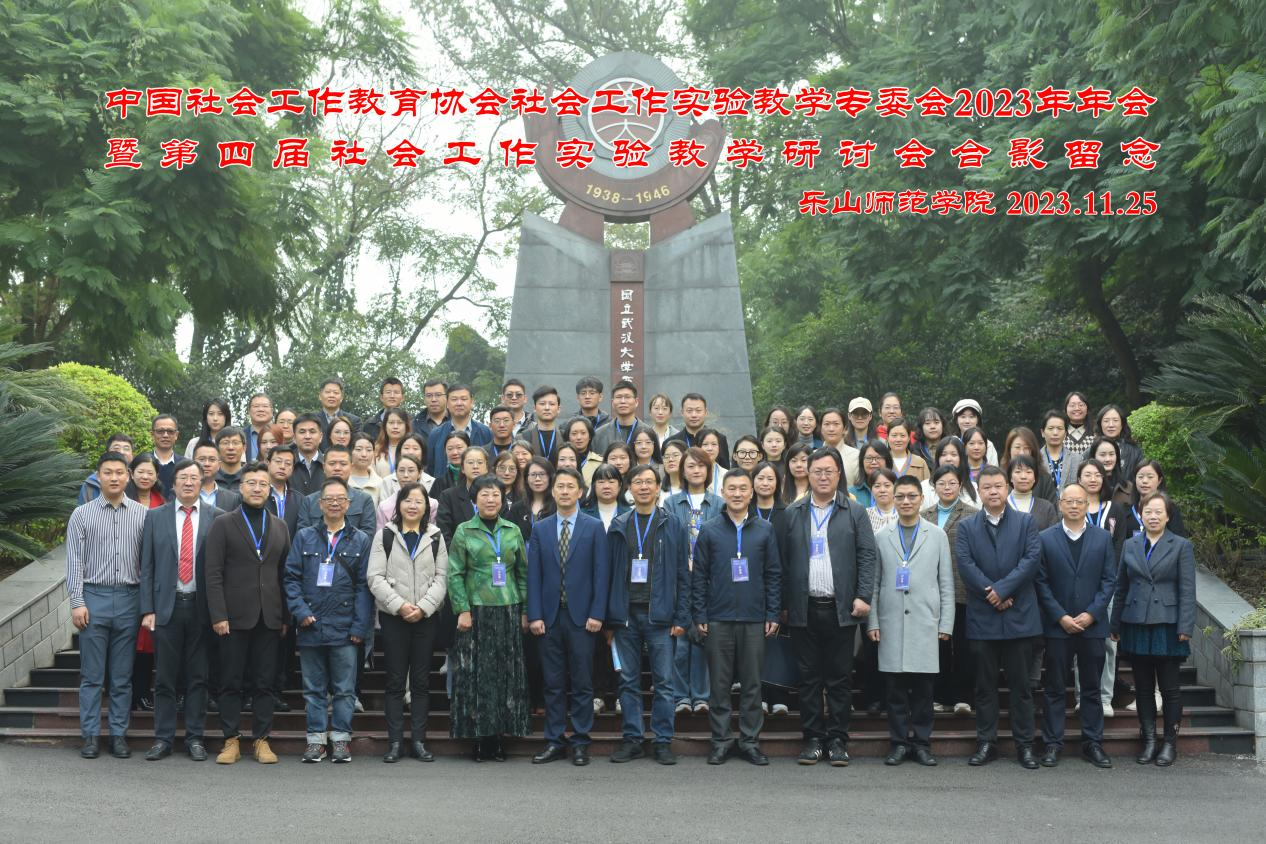 中国社会工作教育协会社会工作实验教学专委会2023年年会
暨第四届社会工作实验教学研讨会合影留念
乐山师范学院 2023.11.25
1938—1946
国立武汉大学